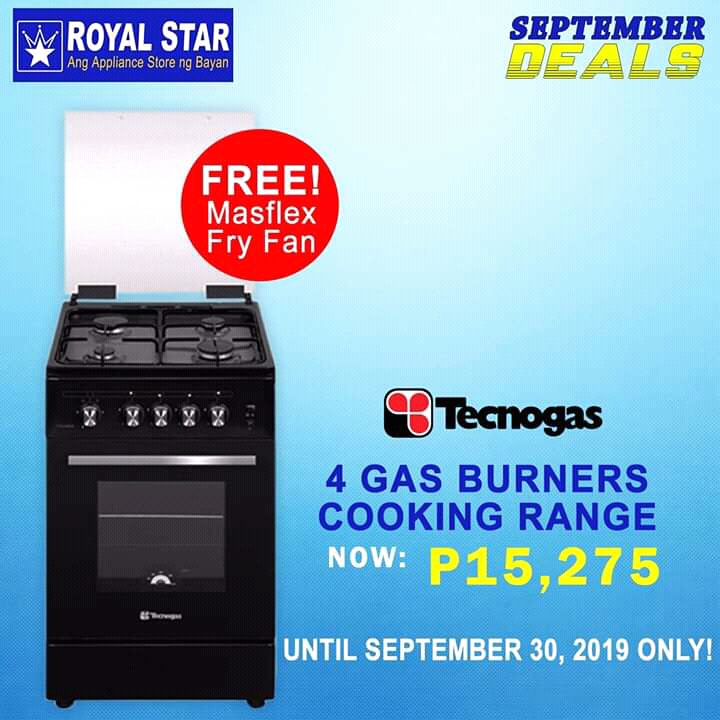 ROYAL STAR
Ang Appliance Store ng Bayan
SEPTEMBER
DEALS
FREE!
Masflex
Fry Fan
Tecnogas
4 GAS BURNERS
COOKING RANGE
NOW: P15,275
Tecnogas
UNTIL SEPTEMBER 30, 2019 ONLY!